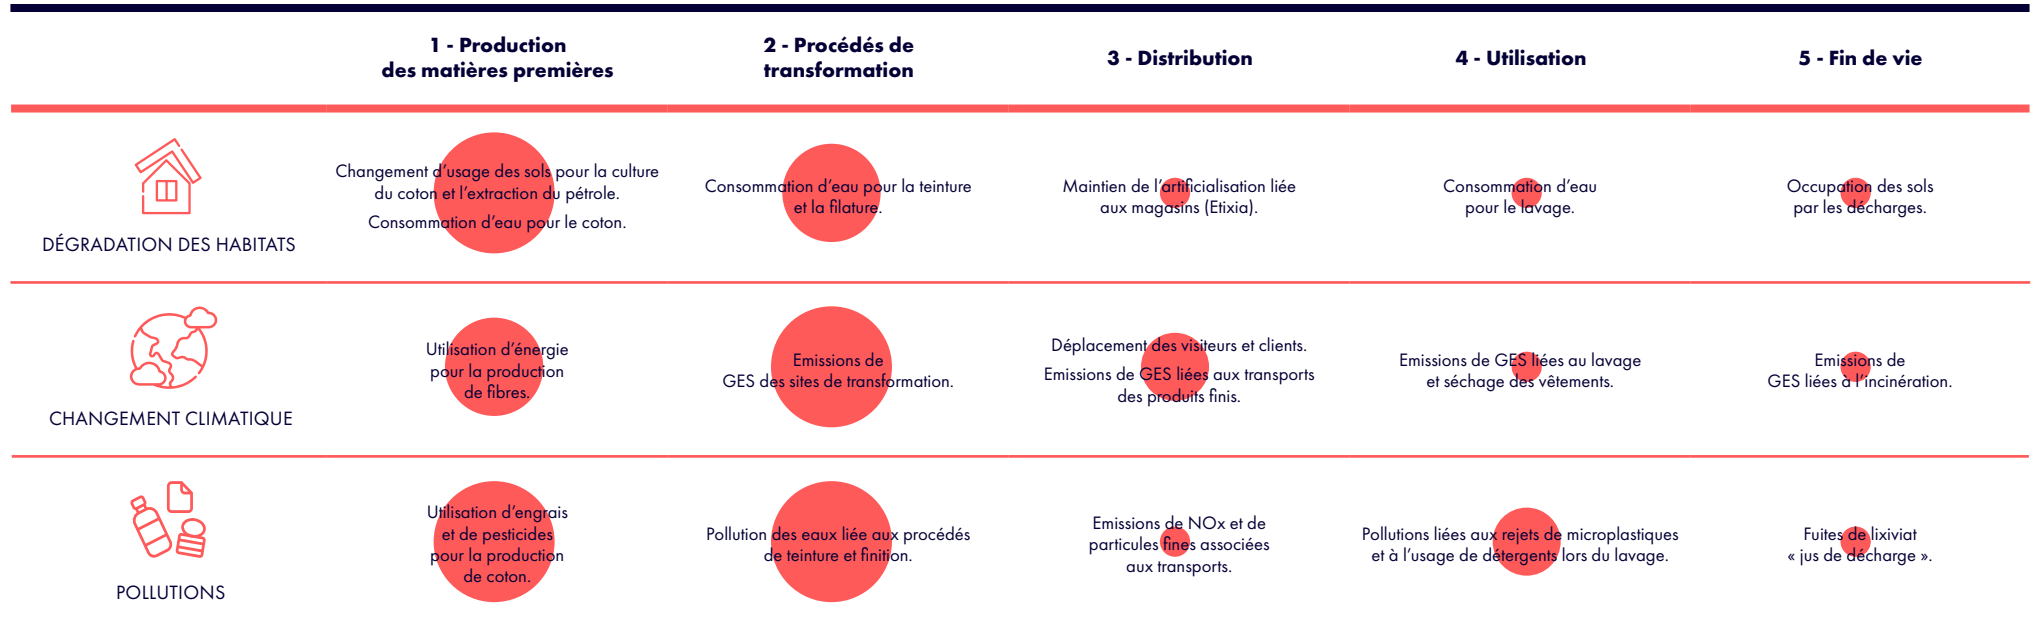 1 - Production
des matières premières
2 - Procédés de
transformation
3 - Distribution
4 - Utilisation
5 - Fin de vie
DÉGRADATION DES HABITATS
Changement d’usage des sols pour la culture
du coton et l’extraction du pétrole.
Consommation d’eau pour le coton.
Consommation d’eau pour la teinture
et la filature.
Maintien de l’artificialisation liée
aux magasins (Etixia).
Consommation d’eau
pour le lavage.
Occupation des sols
par les décharges.
CHANGEMENT CLIMATIQUE
Utilisation d’énergie
pour la production
de fibres.
Emissions de
GES des sites de transformation.
Déplacement des visiteurs et clients.
Emissions de GES liées aux transports
des produits finis.
Emissions de GES liées au lavage
et séchage des vêtements.
Emissions de
GES liées à l’incinération.
POLLUTIONS
Utilisation d’engrais
et de pesticides
pour la production
de coton.
Pollution des eaux liée aux procédés
de teinture et finition.
Emissions de NOx et de
particules fines associées
aux transports.
Pollutions liées aux rejets de microplastiques
et à l’usage de détergents lors du lavage.
Fuites de lixiviat
« jus de décharge ».